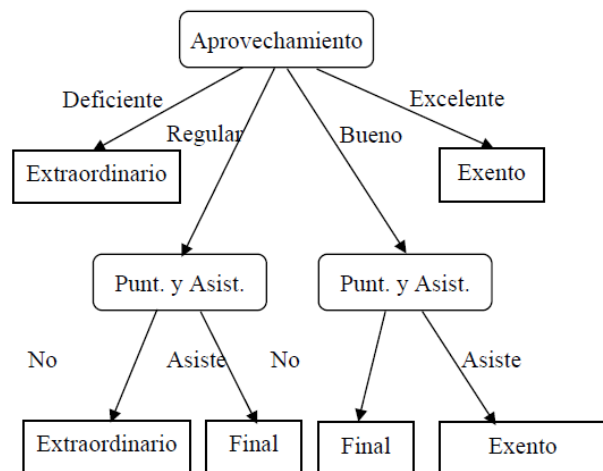 Aprovechamiento
Deficiente
Excelente
Regular
Bueno
Extraordinario
Exento
Punt. y Asist.
Punt. y Asist.
No
Asiste
No
Asiste
Extraordinario
Final
Final
Exento